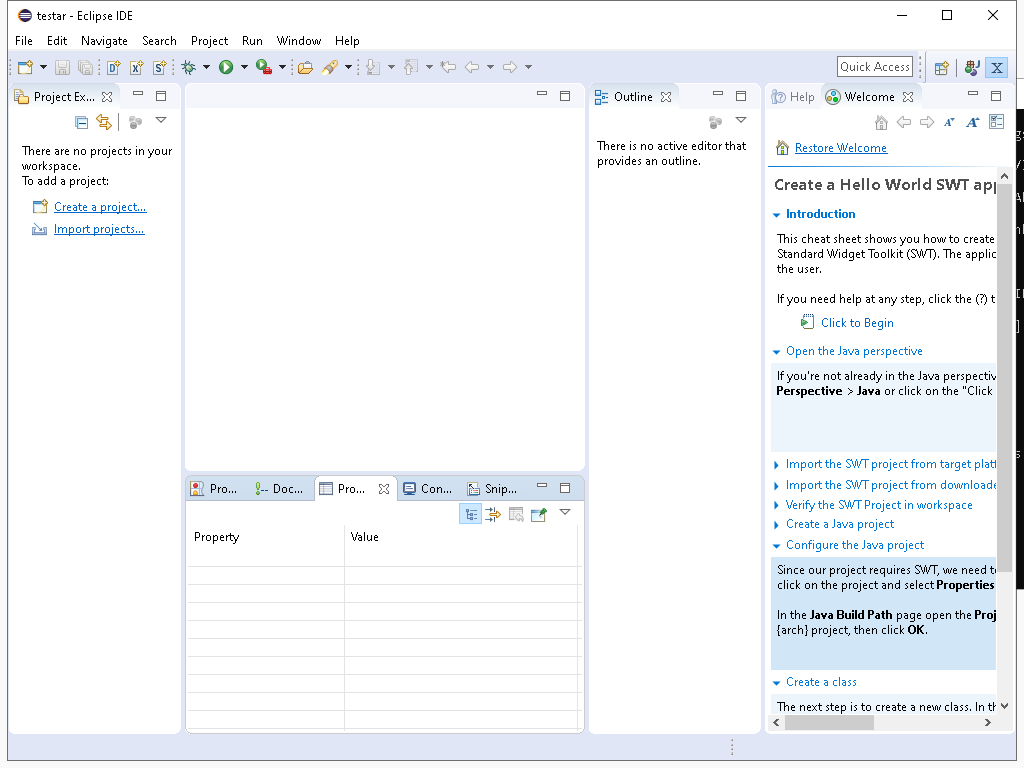 testar - Eclipse IDE
File Edit Navigate Search Project Run Window Help
Quick Access
Project Ex...
There are no projects in your
workspace.
To add a project:
Create a project...
Import projects...
Outline
There is no active editor that
provides an outline.
Help Welcome
Restore Welcome
Create a Hello World SWT app
Introduction
This cheat sheet shows you how to create
Standard Widget Toolkit (SWT). The applic
the user.
If you need help at any step, click the (?) t
Click to Begin
Open the Java perspective
If you're not already in the Java perspectiv
Perspective > Java or click on the "Click
Import the SWT project from target platf
Import the SWT project from downloade
Verify the SWT Project in workspace
Create a Java project
Configure the Java project
Since our project requires SWT, we need t
click on the project and select Properties
In the Java Build Path page open the Proj
{arch} project, then click OK.
Create a class
The next step is to create a new class. In th
Pro... Doc... Pro... Con... Snip...
Property Value